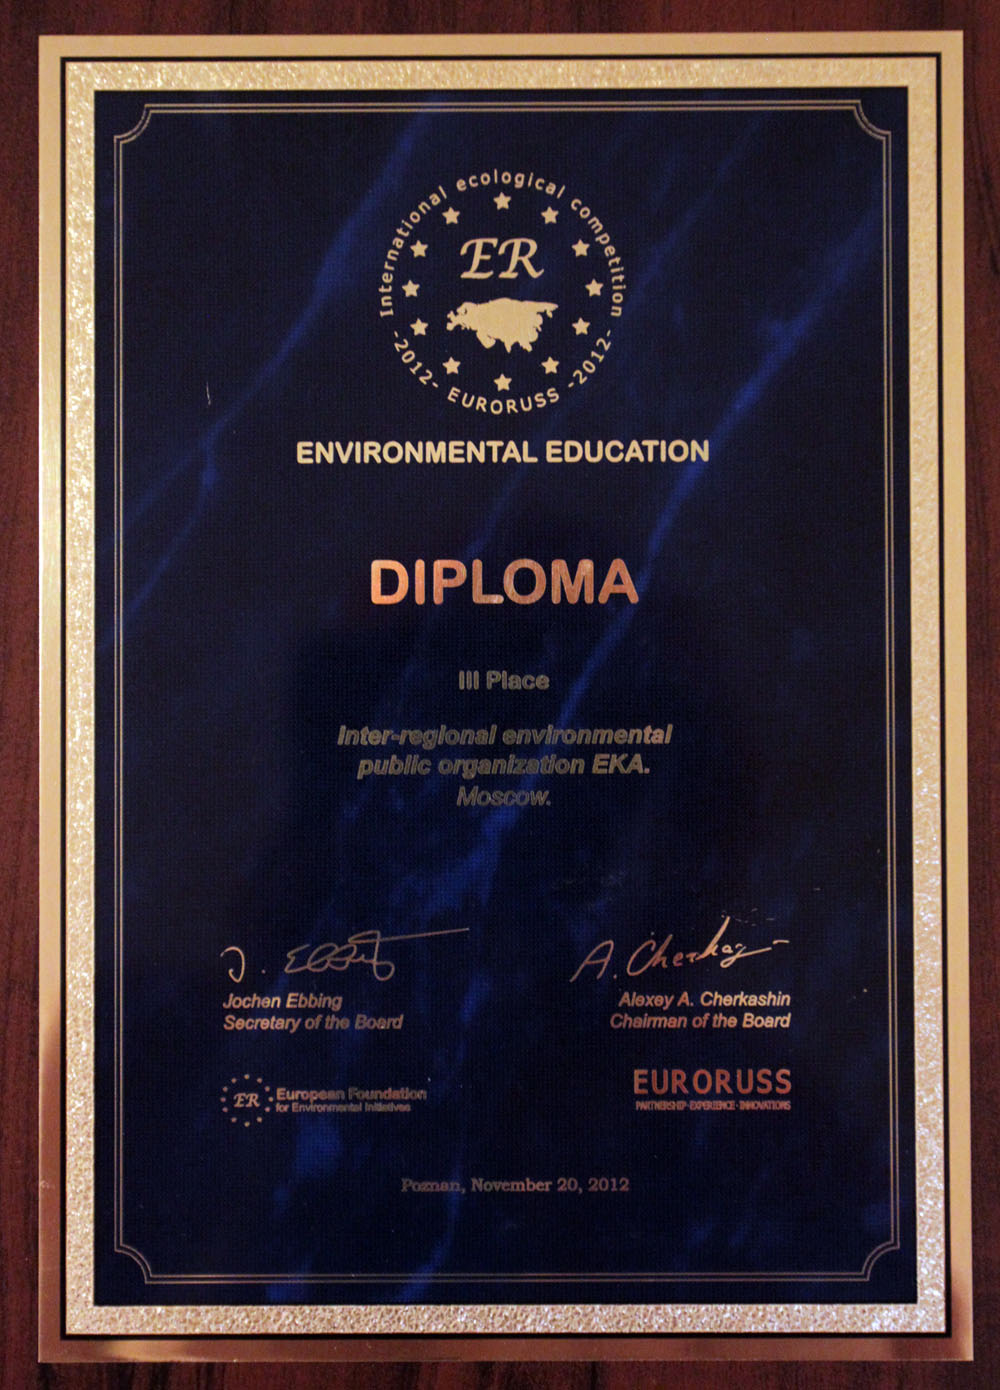 International ecological competition
ER
-2012- EURORUSS -2012-
ENVIRONMENTAL EDUCATION
DIPLOMA
III Place
Inter-regional environmental
public organization EKA.
Moscow.
J. Ebbing
A. Cherkas
Jochen Ebbing
Secretary of the Board
Alexey A. Cherkashin
Chairman of the Board
ER
European Foundation
for Environmental Initiatives
EURORUSS
PARTNERSHIP-EXPERIENCE-INNOVATIONS
Poznan, November 20, 2012